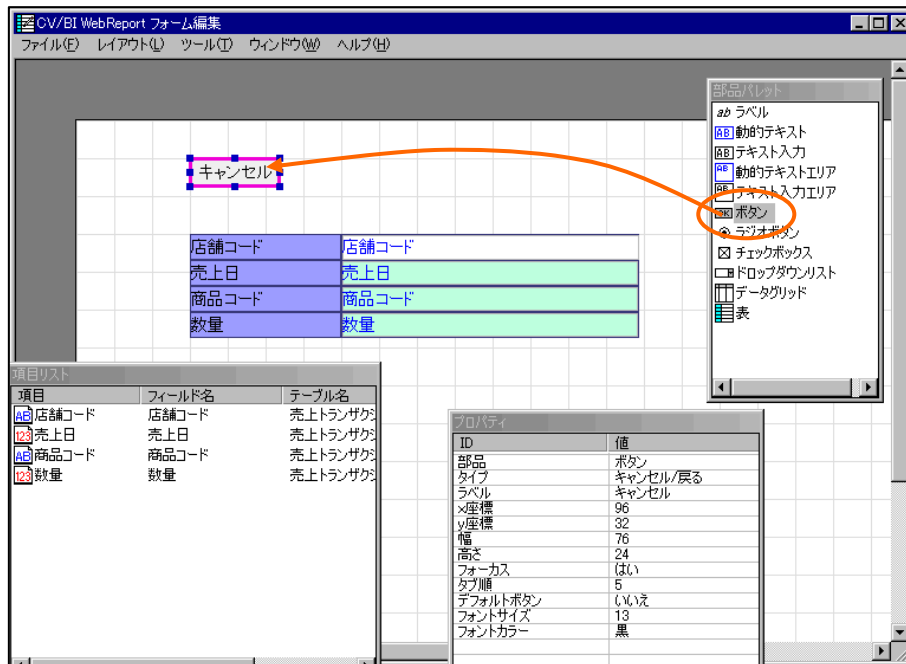 CV/BI WebReport フォーム編集
ファイル(F) レイアウト(L) ツール(T) ウィンドウ(W) ヘルプ(H)
部品パレット
ab ラベル
AB 動的テキスト
AB テキスト入力
AB 動的テキストエリア
AB テキスト入力エリア
OK ボタン
ラジオボタン
チェックボックス
ドロップダウンリスト
データグリッド
表
キャンセル
店舗コード 店舗コード
売上日 売上日
商品コード 商品コード
数量 数量
項目リスト
項目 フィールド名 テーブル名
AB 店舗コード 店舗コード 売上トランザクシ
123 売上日 売上日 売上トランザクシ
AB 商品コード 商品コード 売上トランザクシ
123 数量 数量 売上トランザクシ
プロパティ
ID 値
部品 ボタン
タイプ キャンセル/戻る
ラベル キャンセル
x座標 96
y座標 32
幅 76
高さ 24
フォーカス はい
タブ順 5
デフォルトボタン いいえ
フォントサイズ 13
フォントカラー 黒